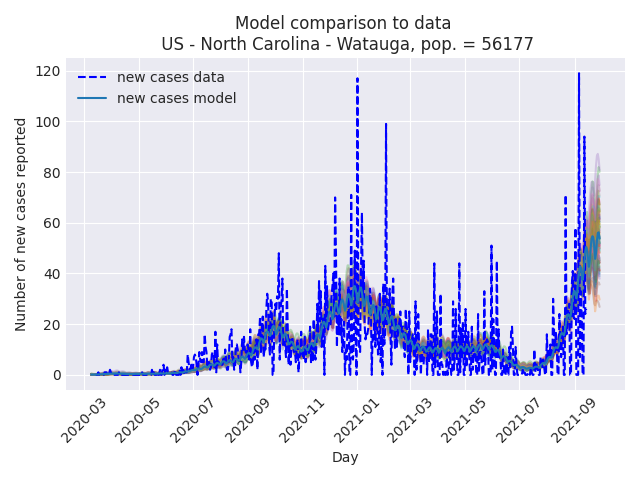 Model comparison to data
US - North Carolina - Watauga, pop. = 56177
new cases data
new cases model
Number of new cases reported
120
100
80
60
40
20
0
2020-03
2020-05
2020-07
2020-09
2020-11
2021-01
2021-03
2021-05
2021-07
2021-09
Day